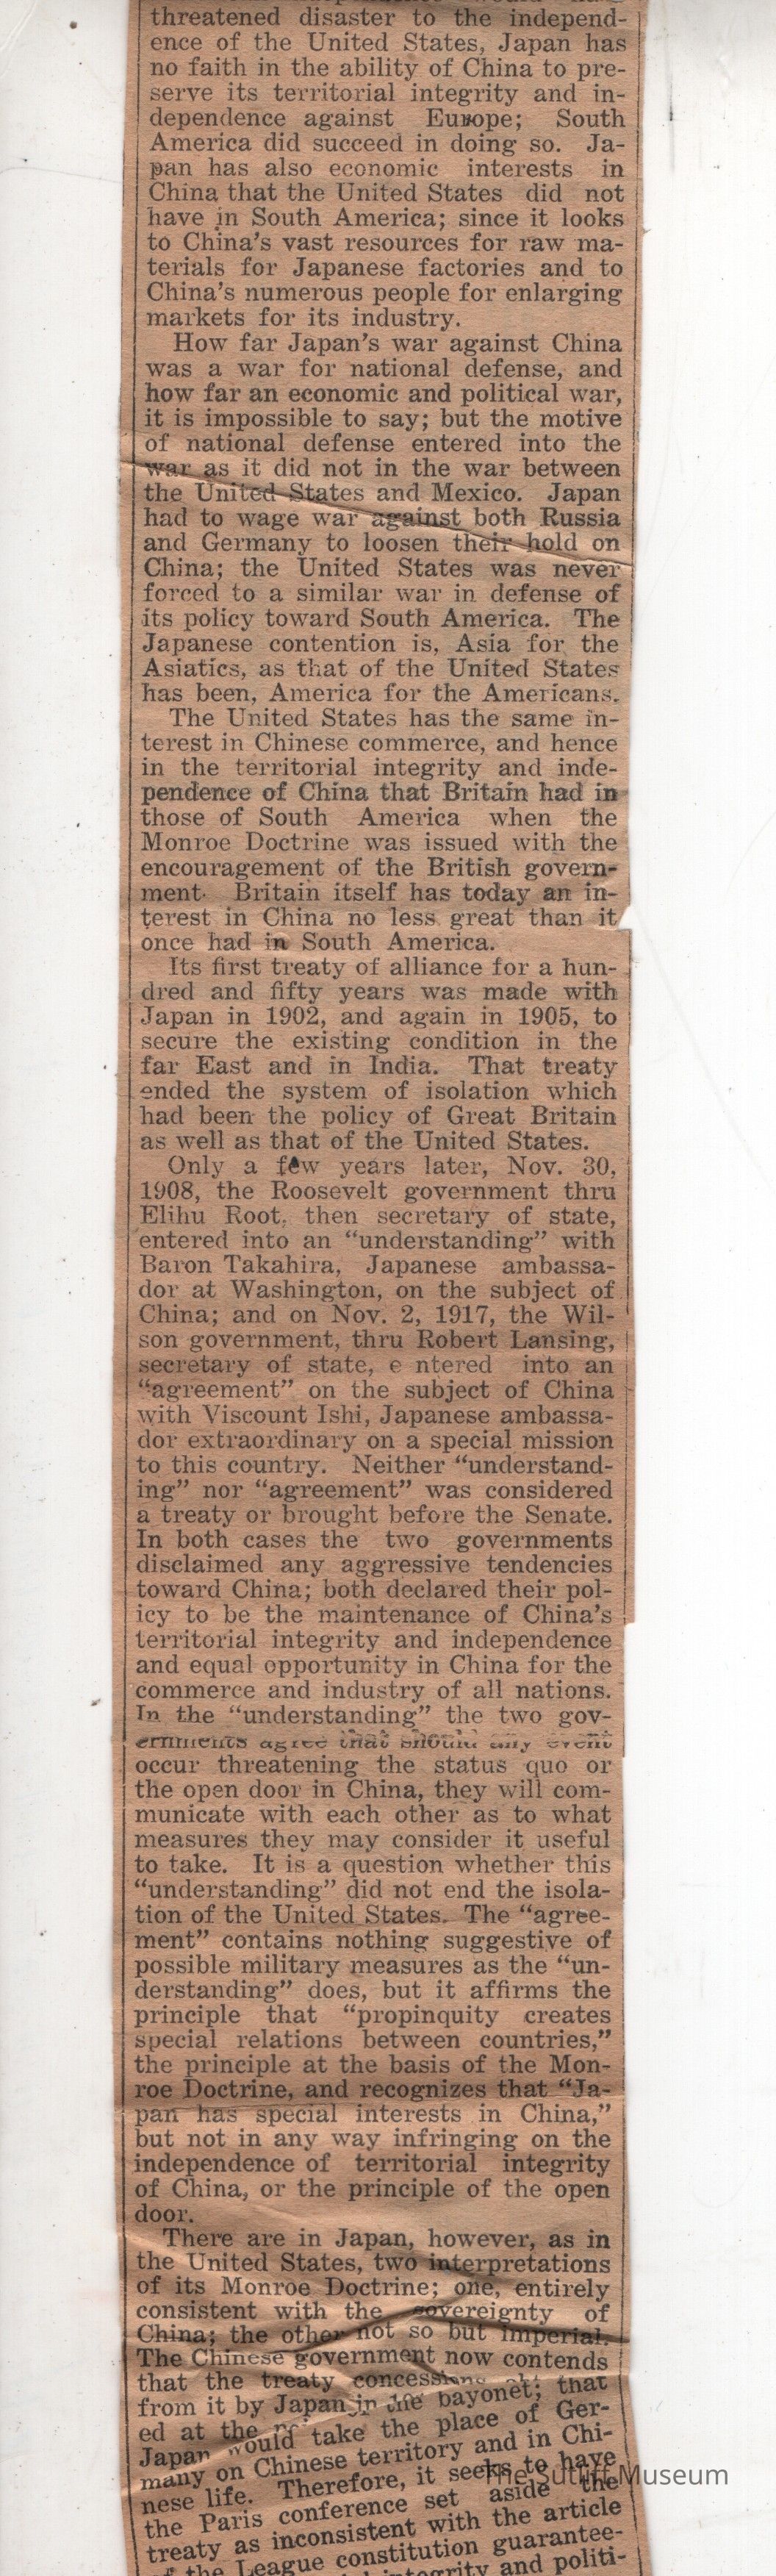 threatened disaster to the independ-
ence of the United States, Japan has
no faith in the ability of China to pre-
serve its territorial integrity and in-
dependence against Europe; South
America did succeed in doing so. Ja-
pan has also economic interests in
China that the United States did not
have in South America; since it looks
to China's vast resources for raw ma-
terials for Japanese factories and to
China's numerous people for enlarging
markets for its industry.
How far Japan's war against China
was a war for national defense, and
how far an economic and political war,
it is impossible to say; but the motive
of national defense entered into the
war as it did not in the war between
the United States and Mexico. Japan
had to wage war against both Russia
and Germany to loosen their hold on
China; the United States was never
forced to a similar war in defense of
its policy toward South America. The
Japanese contention is, Asia for the
Asiatics, as that of the United States
has been, America for the Americans.
The United States has the same in-
terest in Chinese commerce, and hence
in the territorial integrity and inde-
pendence of China that Britain had in
those of South America when the
Monroe Doctrine was issued with the
encouragement of the British govern-
ment. Britain itself has today an in-
terest in China no less great than it
once had in South America.
Its first treaty of alliance for a hun-
dred and fifty years was made with
Japan in 1902, and again in 1905, to
secure the existing condition in the
far East and in India. That treaty
ended the system of isolation which
had been the policy of Great Britain
as well as that of the United States.
Only a few years later, Nov. 30,
1908, the Roosevelt government thru
Elihu Root, then secretary of state,
entered into an “understanding” with
Baron Takahira, Japanese ambassa-
dor at Washington, on the subject of
China; and on Nov. 2, 1917, the Wil-
son government, thru Robert Lansing,
secretary of state, e ntered into an
“agreement” on the subject of China
with Viscount Ishi, Japanese ambassa-
dor extraordinary on a special mission
to this country. Neither “understand-
ing” nor “agreement” was considered
a treaty or brought before the Senate.
In both cases the two governments
disclaimed any aggressive tendencies
toward China; both declared their pol-
icy to be the maintenance of China's
territorial integrity and independence
and equal opportunity in China for the
commerce and industry of all nations.
In the “understanding” the two gov-
ernments agree that should any event
occur threatening the status quo or
the open door in China, they will com-
municate with each other as to what
measures they may consider it useful
to take. It is a question whether this
“understanding” did not end the isola-
tion of the United States. The “agree-
ment” contains nothing suggestive of
possible military measures as the “un-
derstanding” does, but it affirms the
principle that “propinquity creates
special relations between countries,”
the principle at the basis of the Mon-
roe Doctrine, and recognizes that “Ja-
pan has special interests in China,”
but not in any way infringing on the
independence of territorial integrity
of China, or the principle of the open
door.
There are in Japan, however, as in
the United States, two interpretations
of its Monroe Doctrine; one, entirely
consistent with the sovereignty of
China; the other not so but imperial.
The Chinese government now contends
that the treaty
from it by Japan in the bayonet; that
ed at the
Japan would take the place of Ger-
many on Chinese territory and in Chi-
nese life. Therefore, it seeks to have
the Paris conference set aside the
treaty as inconsistent with the article
of the League constitution guarantee-
integrity and politi-
The Sutliff Museum